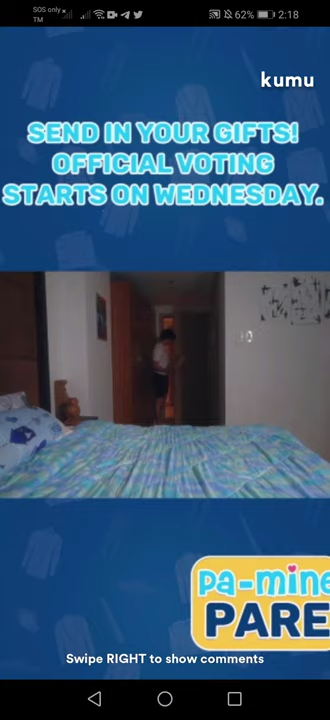 SOS only
TM
62%
2:18
kumu
SEND IN YOUR GIFTS!
OFFICIAL VOTING
STARTS ON WEDNESDAY.
pa-mine
PARE
Swipe RIGHT to show comments